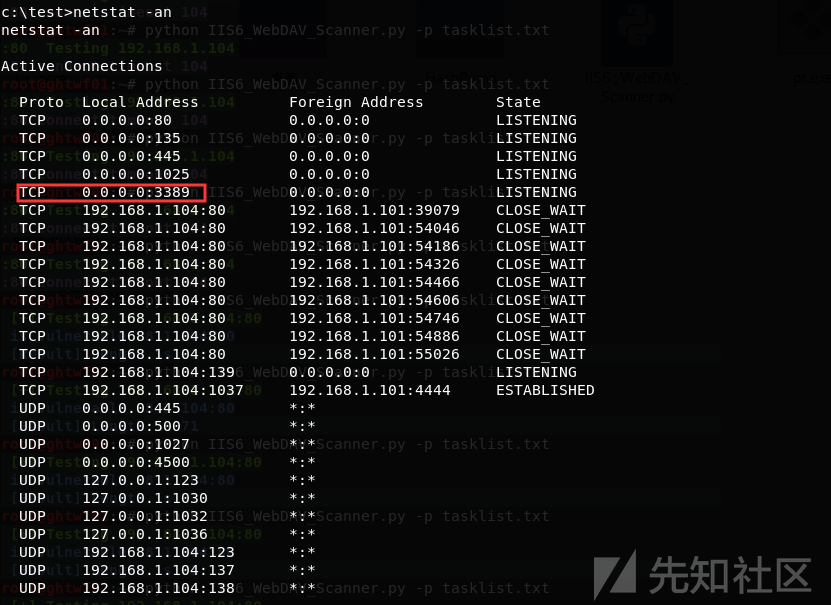 c:\test>netstat -an
netstat -an
Active Connections
Proto Local Address Foreign Address State
TCP 0.0.0.0:80 0.0.0.0:0 LISTENING
TCP 0.0.0.0:135 0.0.0.0:0 LISTENING
TCP 0.0.0.0:445 0.0.0.0:0 LISTENING
TCP 0.0.0.0:1025 0.0.0.0:0 LISTENING
TCP 0.0.0.0:3389 0.0.0.0:0 LISTENING
TCP 192.168.1.104:80 192.168.1.101:39079 CLOSE_WAIT
TCP 192.168.1.104:80 192.168.1.101:54046 CLOSE_WAIT
TCP 192.168.1.104:80 192.168.1.101:54186 CLOSE_WAIT
TCP 192.168.1.104:80 192.168.1.101:54326 CLOSE_WAIT
TCP 192.168.1.104:80 192.168.1.101:54466 CLOSE_WAIT
TCP 192.168.1.104:80 192.168.1.101:54606 CLOSE_WAIT
TCP 192.168.1.104:80 192.168.1.101:54746 CLOSE_WAIT
TCP 192.168.1.104:80 192.168.1.101:54886 CLOSE_WAIT
TCP 192.168.1.104:80 192.168.1.101:55026 CLOSE_WAIT
TCP 192.168.1.104:139 0.0.0.0:0 LISTENING
TCP 192.168.1.104:1037 192.168.1.101:4444 ESTABLISHED
UDP 0.0.0.0:445 *:*
UDP 0.0.0.0:500 *:*
UDP 0.0.0.0:1027 *:*
UDP 0.0.0.0:4500 *:*
UDP 127.0.0.1:123 *:*
UDP 127.0.0.1:1030 *:*
UDP 127.0.0.1:1032 *:*
UDP 127.0.0.1:1036 *:*
UDP 192.168.1.104:123 *:*
UDP 192.168.1.104:137 *:*
UDP 192.168.1.104:138 *:*
先知社区